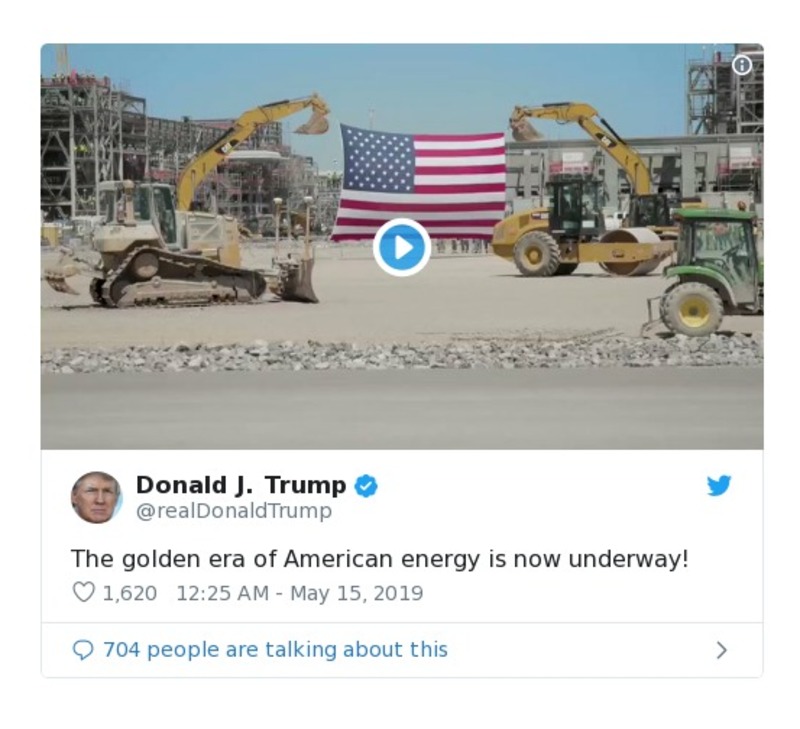 Donald J. Trump
@realDonaldTrump
The golden era of American energy is now underway!
1,620 12:25 AM - May 15, 2019
704 people are talking about this